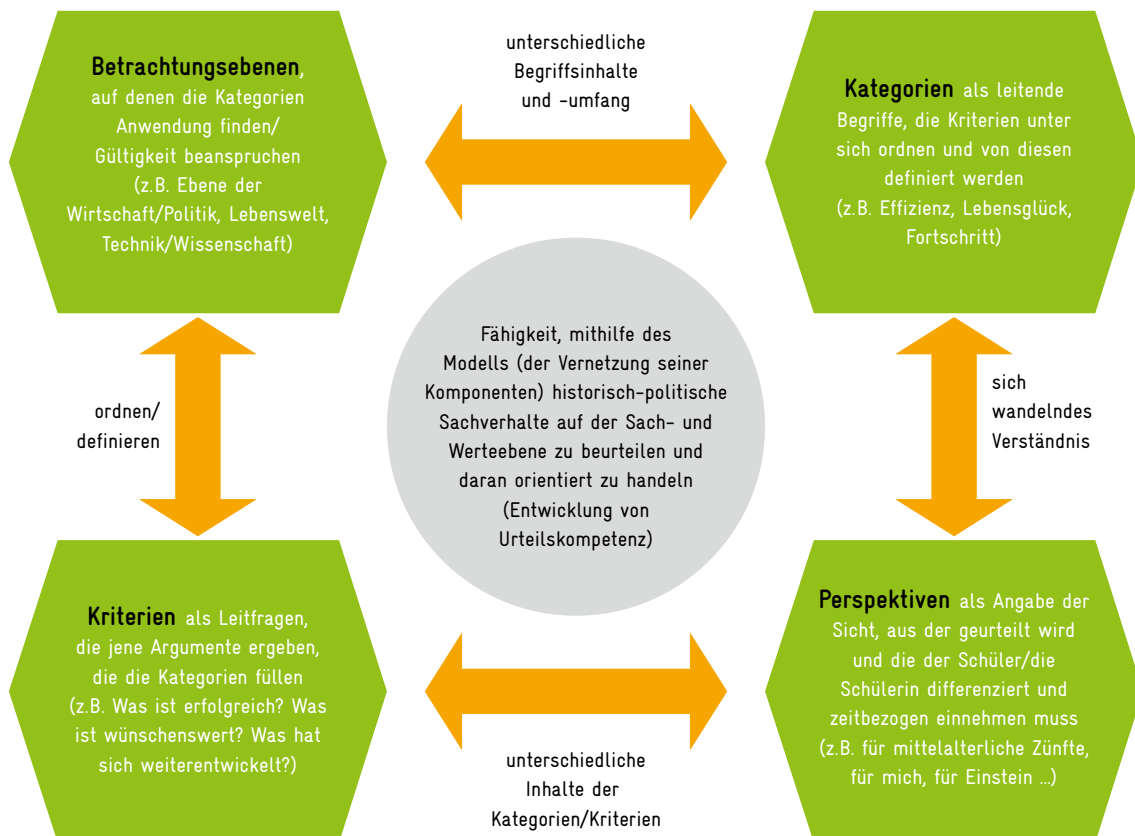 Betrachtungsebenen,
auf denen die Kategorien
Anwendung finden/
Gültigkeit beanspruchen
(z.B. Ebene der
Wirtschaft/Politik, Lebenswelt,
Technik/Wissenschaft)
unterschiedliche
Begriffsinhalte
und -umfang
Kategorien als leitende
Begriffe, die Kriterien unter
sich ordnen und von diesen
definiert werden
(z.B. Effizienz, Lebensglück,
Fortschritt)
ordnen/
definieren
Fähigkeit, mithilfe des
Modells (der Vernetzung seiner
Komponenten) historisch-politische
Sachverhalte auf der Sach- und
Werteebene zu beurteilen und
daran orientiert zu handeln
(Entwicklung von
Urteilskompetenz)
sich
wandelndes
Verständnis
Kriterien als Leitfragen,
die jene Argumente ergeben,
die die Kategorien füllen
(z.B. Was ist erfolgreich? Was
ist wünschenswert? Was hat
sich weiterentwickelt?)
unterschiedliche
Inhalte der
Kategorien/Kriterien
Perspektiven als Angabe der
Sicht, aus der geurteilt wird
und die der Schüler/die
Schülerin differenziert und
zeitbezogen einnehmen muss
(z.B. für mittelalterliche Zünfte,
für mich, für Einstein …)